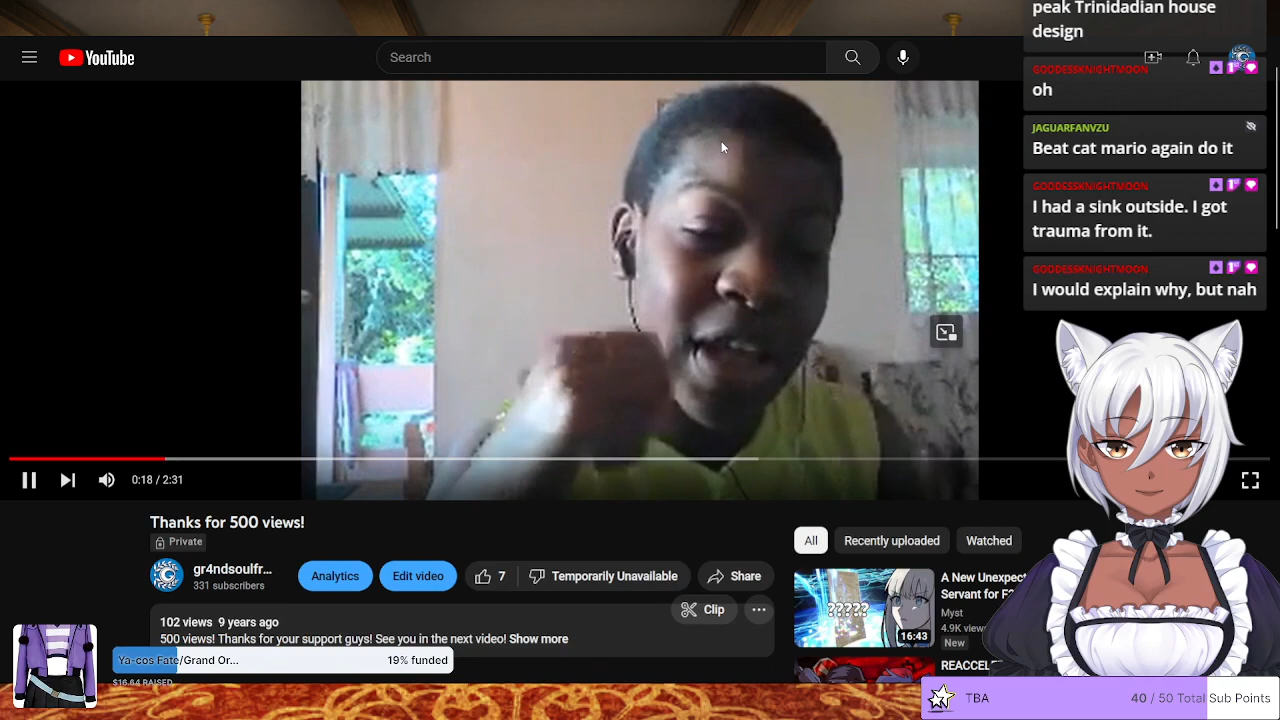 peak Trinidadian house
design
YouTube
Search
GODDESSKNIGHTMOON
oh
JAGUARFANVZU
Beat cat mario again do it
GODDESSKNIGHTMOON
I had a sink outside. I got
trauma from it.
GODDESSKNIGHTMOON
I would explain why, but nah
0:18 / 2:31
Thanks for 500 views!
Private
gr4ndsoulfr...
331 subscribers
Analytics
Edit video
7
Temporarily Unavailable
Share
Clip
102 views 9 years ago
500 views! Thanks for your support guys! See you in the next video! Show more
All
Recently uploaded
Watched
?????
16:43
A New Unexpect
Servant for F
Myst
4.9K view
New
REACCELE
Ya-cos Fate/Grand Or...
19% funded
$16.64 RAISED
TBA
40 / 50 Total Sub Points